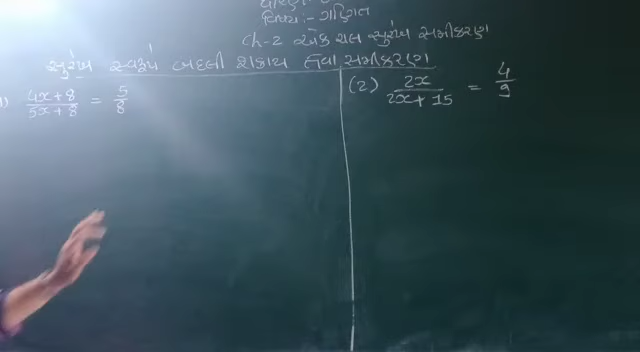 વિષય:- ગણિત
Ch-2 એક ચલ સુરેખ સમીકરણ
સુરેખ સ્વરૂપે બદલી શકાય તેવા સમીકરણ
1) (4x+8)/(5x+8) = 5/8
(2) 2x/(2x+15) = 4/9